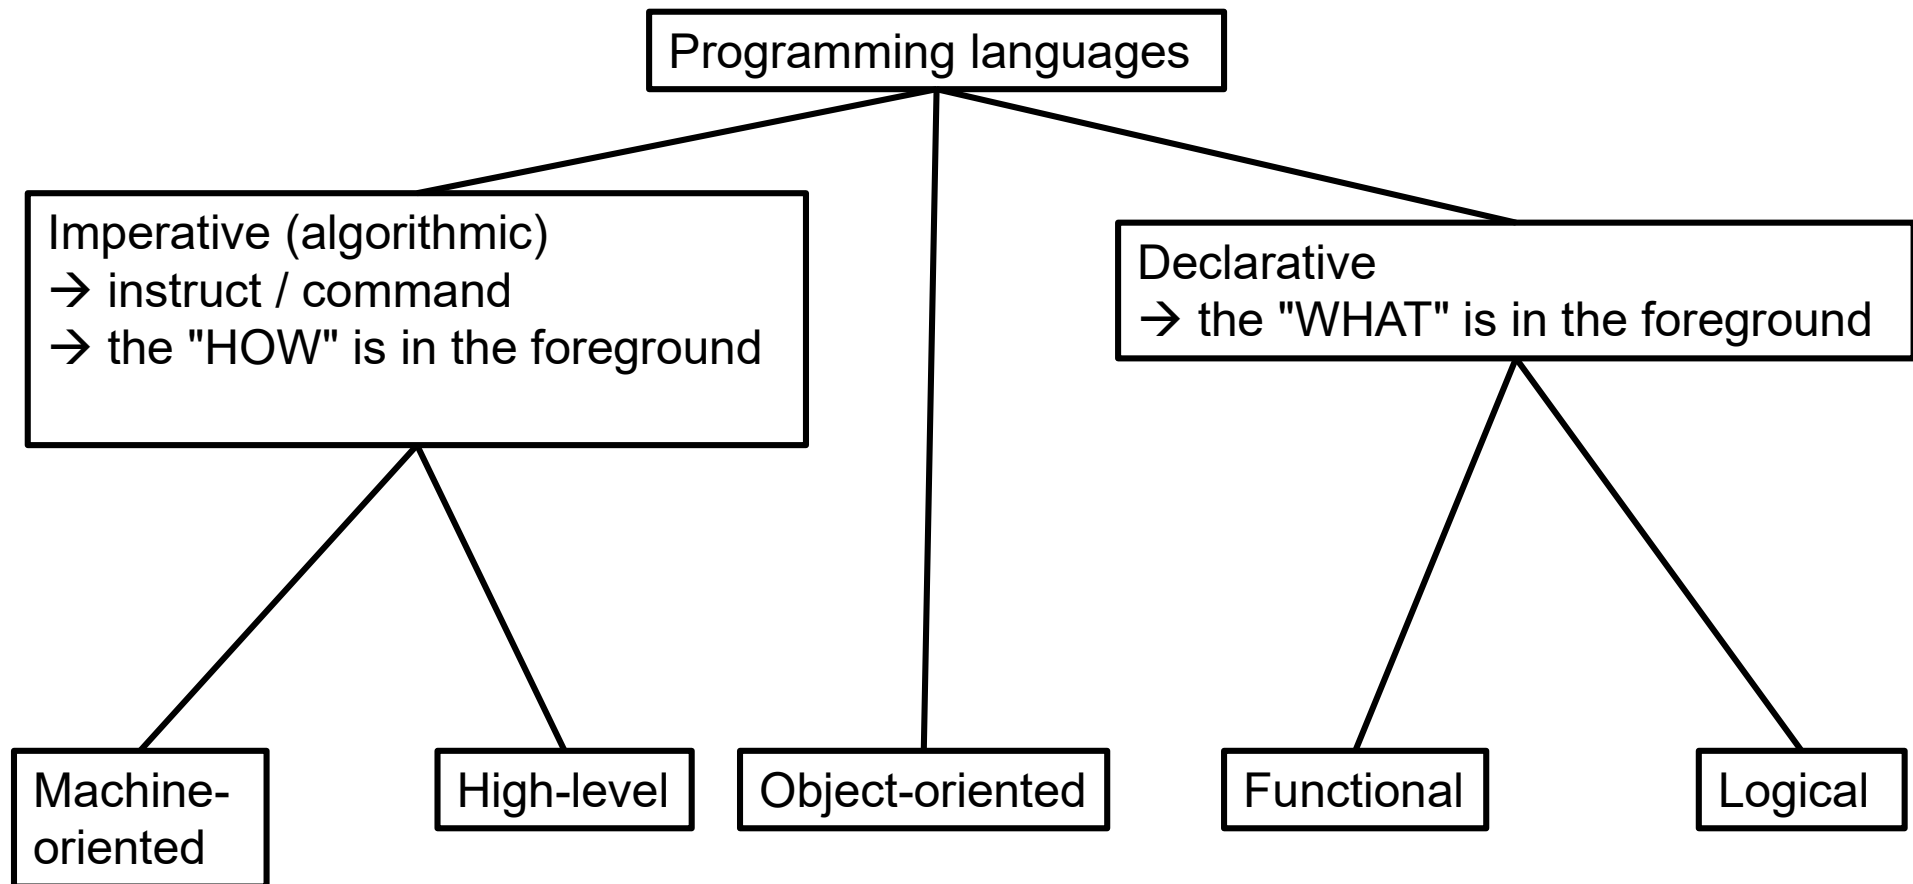 Programming languages
Imperative (algorithmic)
→ instruct / command
→ the "HOW" is in the foreground
Declarative
→ the "WHAT" is in the foreground
Machine-
oriented
High-level
Object-oriented
Functional
Logical